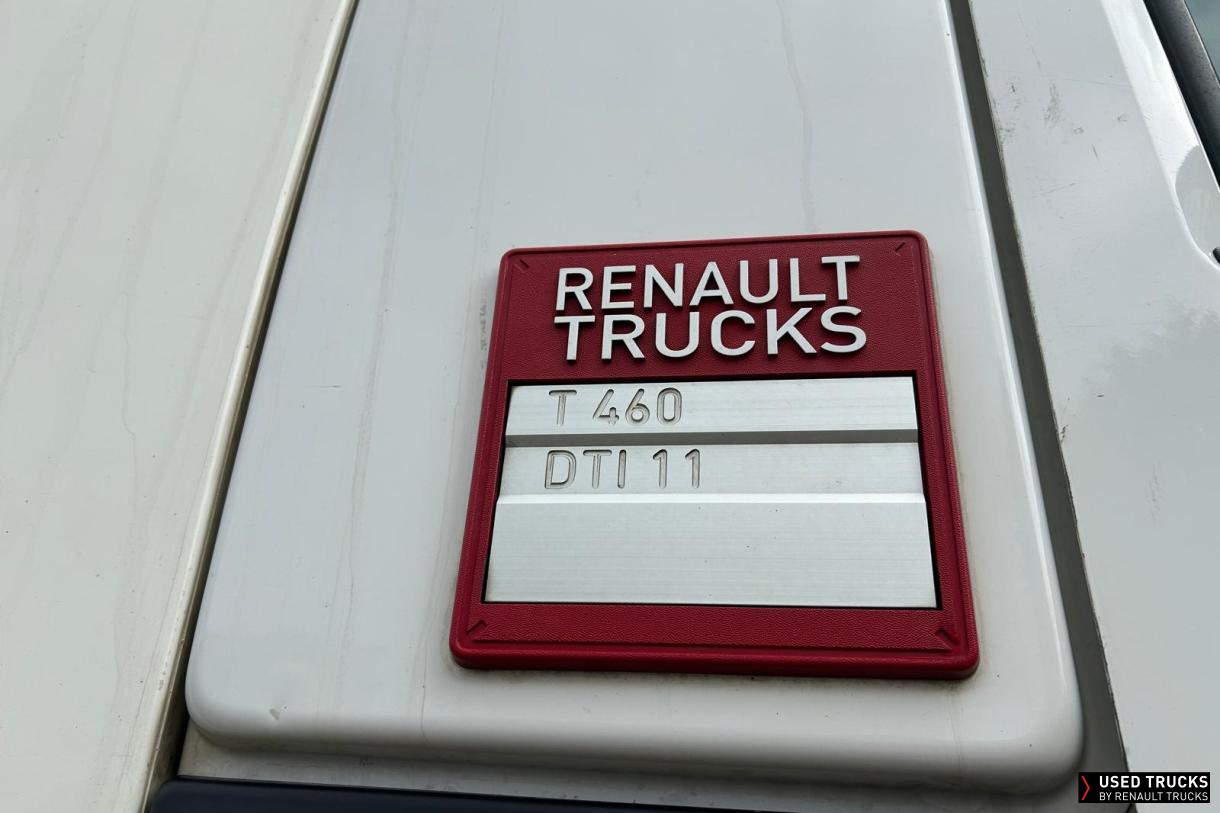 RENAULT
TRUCKS
T 460
DTI 11
USED TRUCKS
BY RENAULT TRUCKS